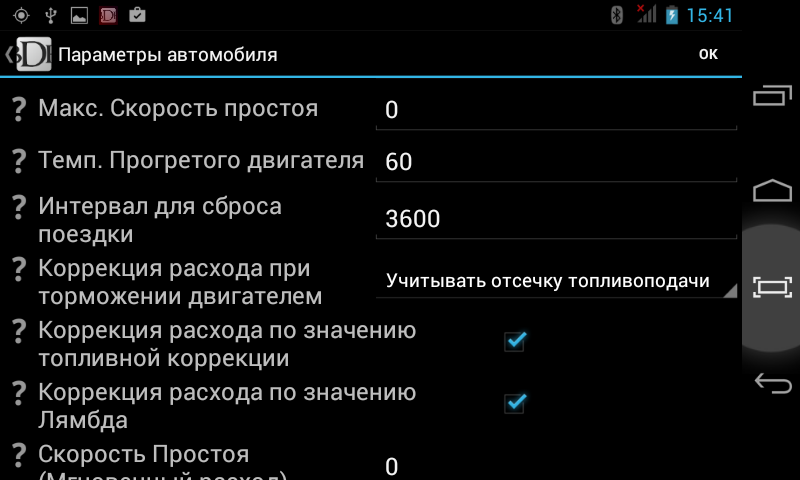 15:41
Параметры автомобиля
ОК
? Макс. Скорость простоя 0
? Темп. Прогретого двигателя 60
? Интервал для сброса
поездки
3600
? Коррекция расхода при
торможении двигателем
Учитывать отсечку топливоподачи
? Коррекция расхода по значению
топливной коррекции
? Коррекция расхода по значению
Лямбда
? Скорость Простоя
(Мгновенный расход)
0